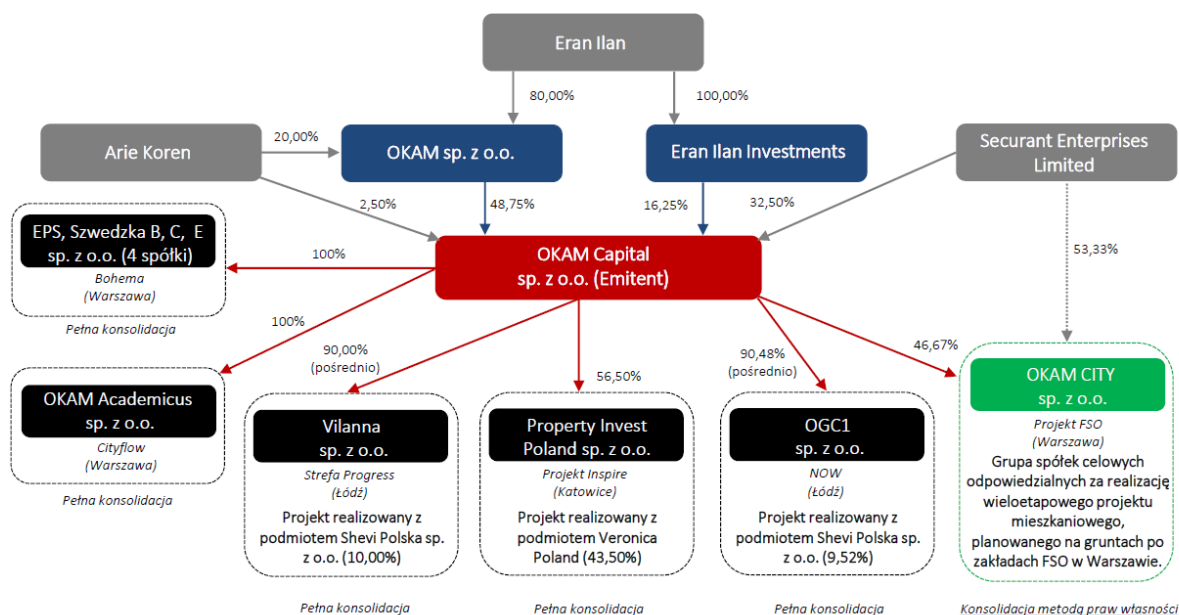 Eran Ilan
80,00%
100,00%
Arie Koren
20,00%
OKAM sp. z o.o.
Eran Ilan Investments
Securant Enterprises
Limited
2,50%
48,75%
16,25%
32,50%
53,33%
EPS, Szwedzka B, C, E
sp. z o.o. (4 spółki)
Bohema
(Warszawa)
Pełna konsolidacja
100%
OKAM Capital
sp. z o.o. (Emitent)
100%
90,00%
(pośrednio)
56,50%
90,48%
(pośrednio)
46,67%
OKAM Academicus
sp. z o.o.
Cityflow
(Warszawa)
Pełna konsolidacja
Vilanna
sp. z o.o.
Strefa Progress
(Łódź)
Projekt realizowany z
podmiotem Shevi Polska sp.
z o.o. (10,00%)
Pełna konsolidacja
Property Invest
Poland sp. z o.o.
Projekt Inspire
(Katowice)
Projekt realizowany z
podmiotem Veronica
Poland (43,50%)
Pełna konsolidacja
OGC1
sp. z o.o.
NOW
(Łódź)
Projekt realizowany z
podmiotem Shevi Polska sp.
z o.o. (9,52%)
Pełna konsolidacja
OKAM CITY
sp. z o.o.
Projekt FSO
(Warszawa)
Grupa spółek celowych
odpowiedzialnych za realizację
wieloetapowego projektu
mieszkaniowego,
planowanego na gruntach po
zakładach FSO w Warszawie.
Konsolidacja metodą praw własności